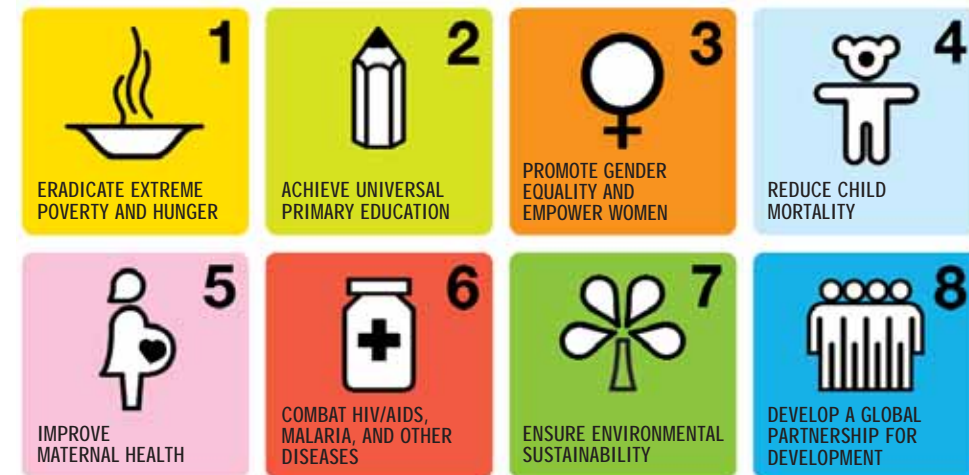 1
ERADICATE EXTREME
POVERTY AND HUNGER
2
ACHIEVE UNIVERSAL
PRIMARY EDUCATION
3
PROMOTE GENDER
EQUALITY AND
EMPOWER WOMEN
4
REDUCE CHILD
MORTALITY
5
IMPROVE
MATERNAL HEALTH
6
COMBAT HIV/AIDS,
MALARIA, AND OTHER
DISEASES
7
ENSURE ENVIRONMENTAL
SUSTAINABILITY
8
DEVELOP A GLOBAL
PARTNERSHIP FOR
DEVELOPMENT